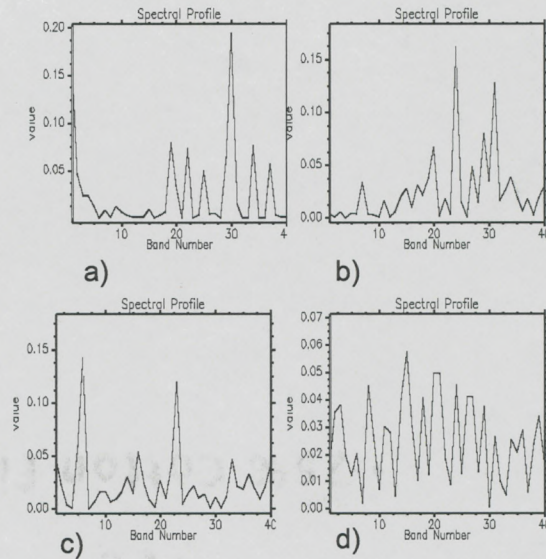 Spectral Profile
0.20
0.15
0.10
0.05
Value
10 20 30 4
Band Number
a)
Spectral Profile
0.15
0.10
0.05
0.00
Value
10 20 30 40
Band Number
b)
Spectral Profile
0.15
0.10
0.05
0.00
Value
10 20 30 40
Band Number
c)
Spectral Profile
0.07
0.06
0.05
0.04
0.03
0.02
0.01
0.00
Value
10 20 30 40
Band Number
d)